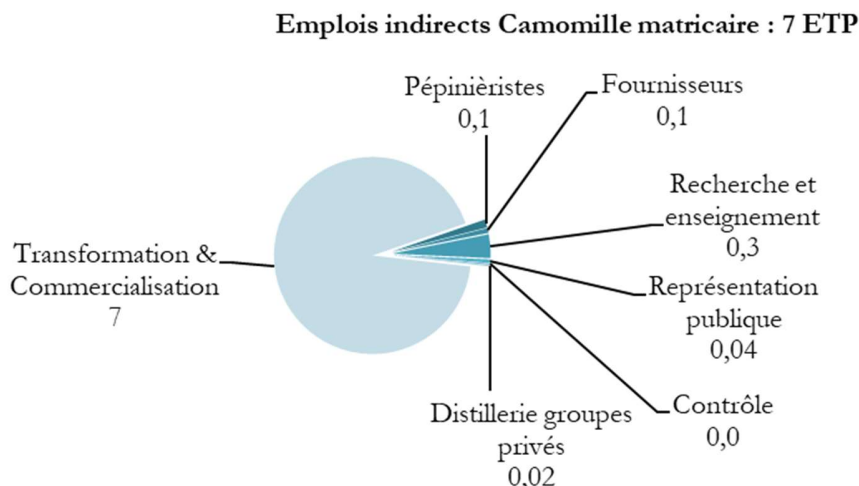 Emplois indirects Camomille matricaire : 7 ETP
Pépinièristes
0,1
Fournisseurs
0,1
Recherche et
enseignement
0,3
Transformation &
Commercialisation
7
Représentation
publique
0,04
Contrôle
0,0
Distillerie groupes
privés
0,02